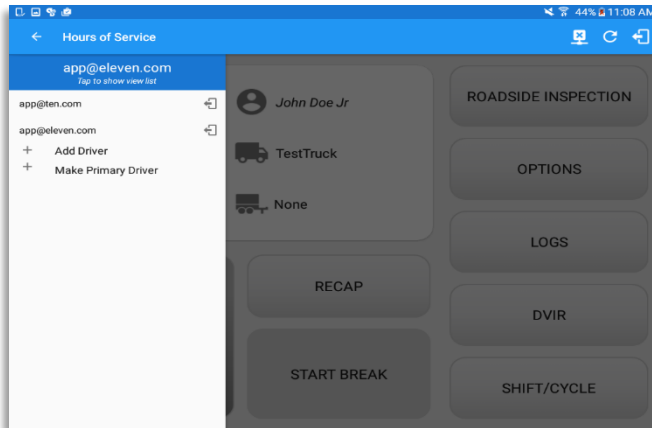 44% 11:08 AM
Hours of Service
app@eleven.com
Tap to show view list
app@ten.com
app@eleven.com
+ Add Driver
+ Make Primary Driver
John Doe Jr
TestTruck
None
RECAP
START BREAK
ROADSIDE INSPECTION
OPTIONS
LOGS
DVIR
SHIFT/CYCLE